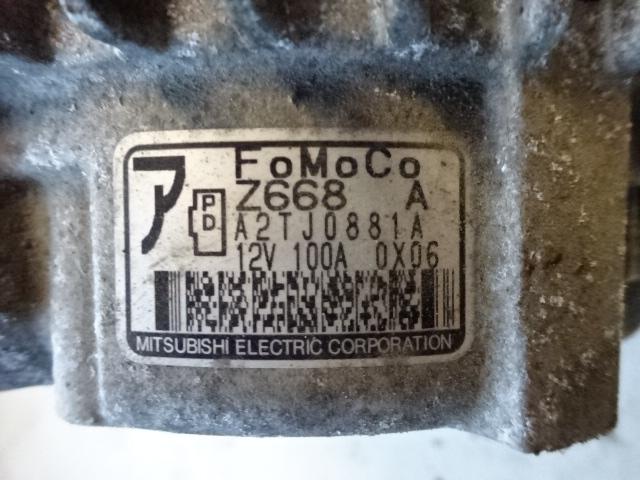 ア
FoMoCo
PD
Z668 A
A2TJ0881A
12V 100A 0X06
MITSUBISHI ELECTRIC CORPORATION